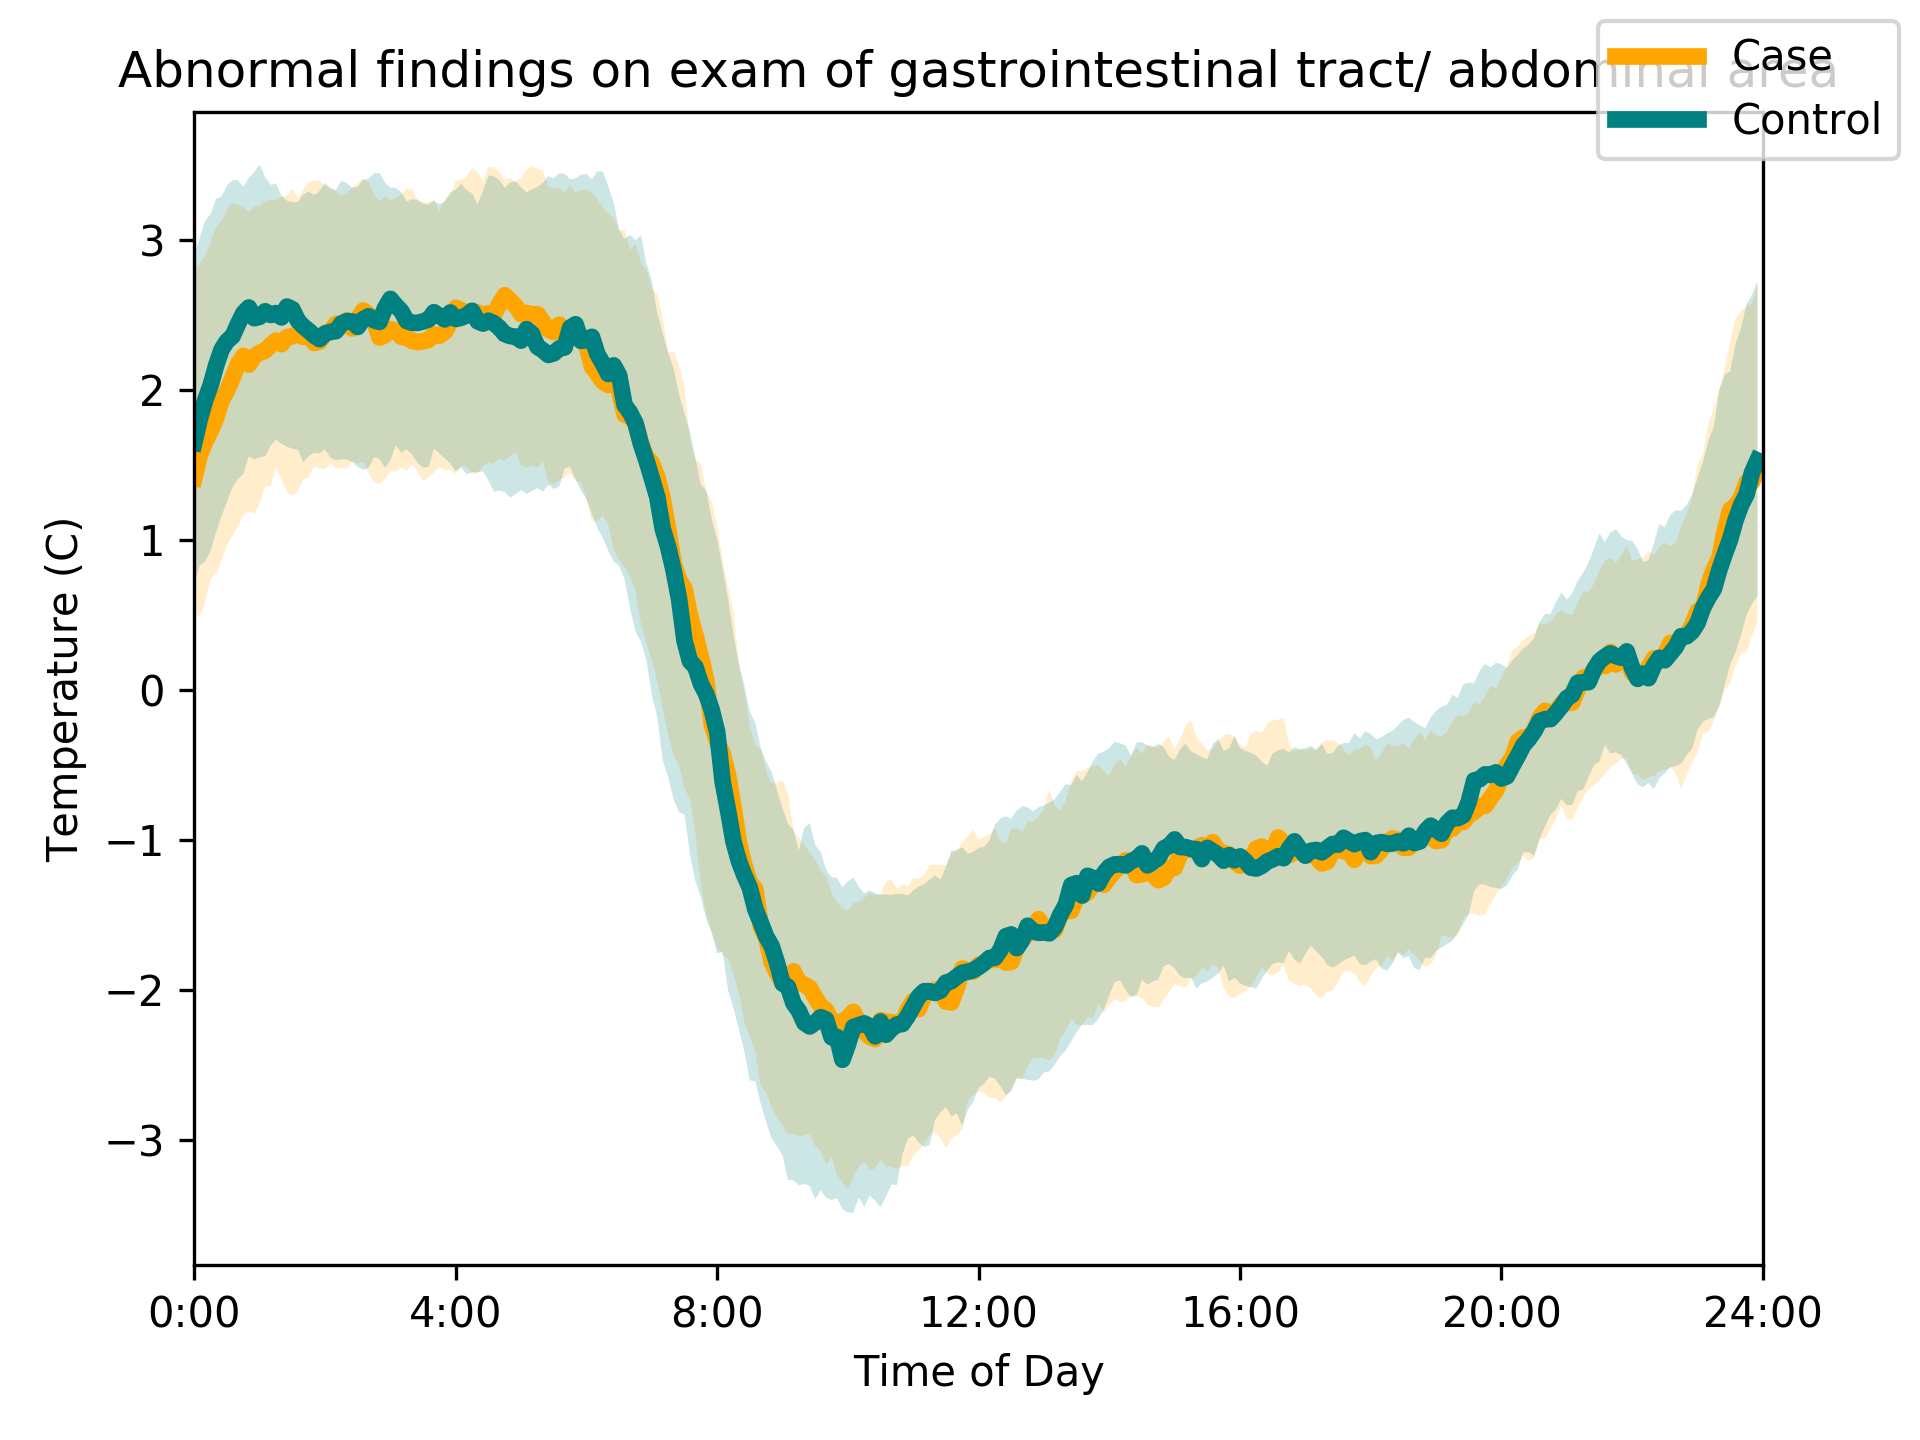 Abnormal findings on exam of gastrointestinal tract/ abdominal area
Case
Control
Temperature (C)
3
2
1
0
−1
−2
−3
0:00 4:00 8:00 12:00 16:00 20:00 24:00
Time of Day